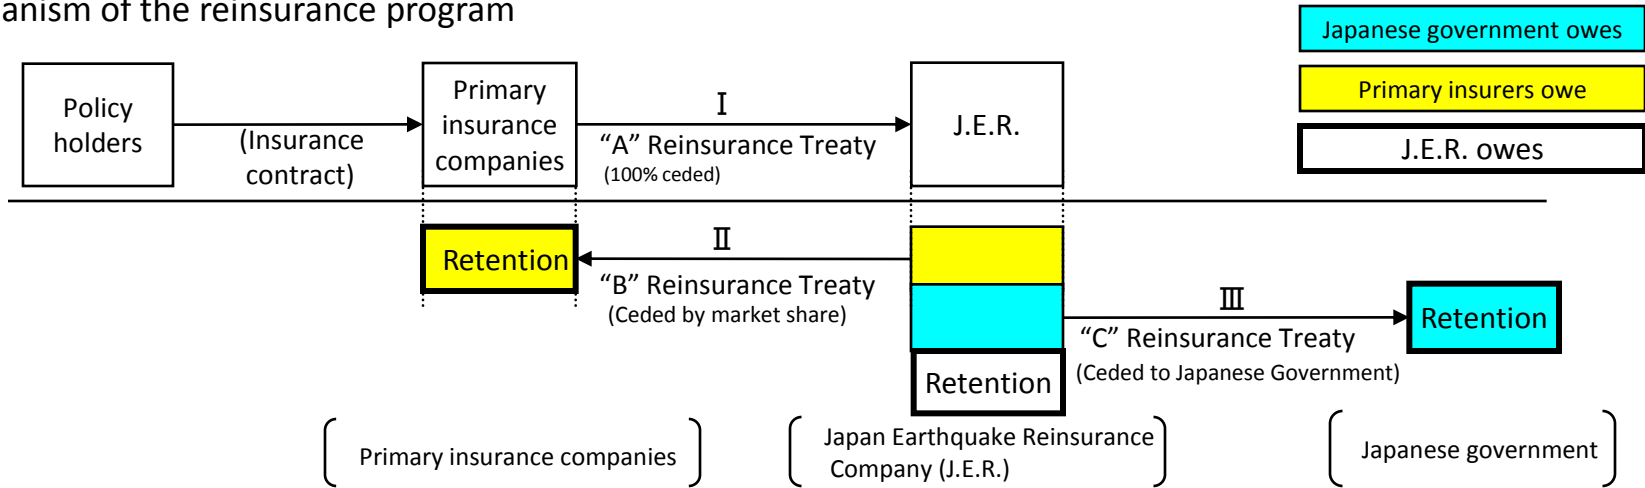 anism of the reinsurance program
Japanese government owes
Primary insurers owe
J.E.R. owes
Policy
holders
(Insurance
contract)
Primary
insurance
companies
I
“A” Reinsurance Treaty
(100% ceded)
J.E.R.
Retention
II
“B” Reinsurance Treaty
(Ceded by market share)
Retention
III
“C” Reinsurance Treaty
(Ceded to Japanese Government)
Retention
Primary insurance companies
Japan Earthquake Reinsurance
Company (J.E.R.)
Japanese government